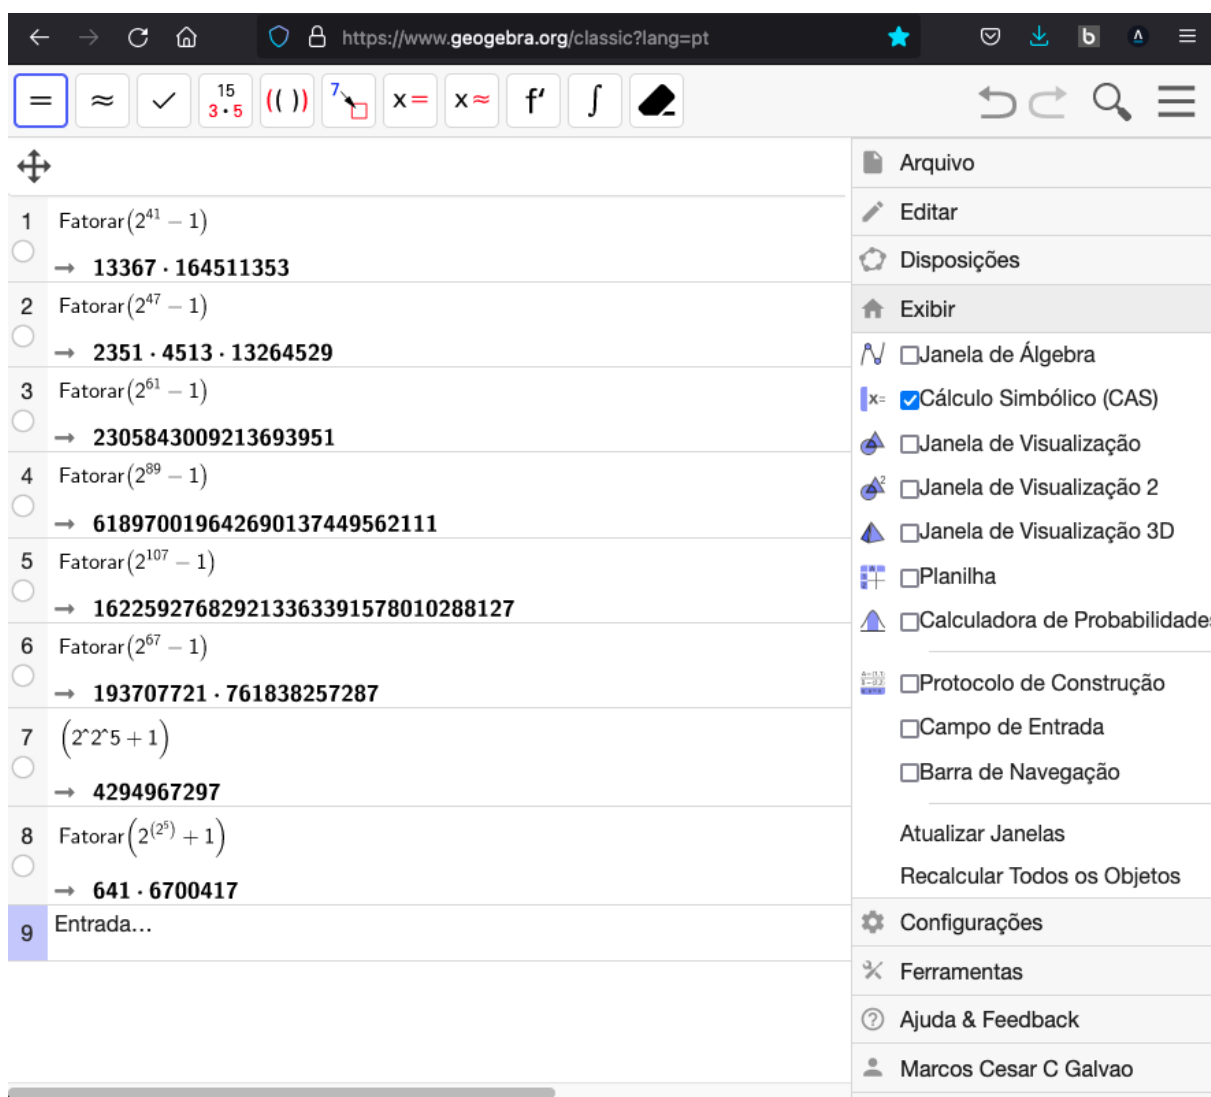 https://www.geogebra.org/classic?lang=pt
= ≈ ✓ 15 3·5 (( )) 7 x = x ≈ f′ ∫
1 Fatorar(2^41 − 1)
→ 13367 · 164511353
2 Fatorar(2^47 − 1)
→ 2351 · 4513 · 13264529
3 Fatorar(2^61 − 1)
→ 2305843009213693951
4 Fatorar(2^89 − 1)
→ 618970019642690137449562111
5 Fatorar(2^107 − 1)
→ 162259276829213363391578010288127
6 Fatorar(2^67 − 1)
→ 193707721 · 761838257287
7 (2^2^5 + 1)
→ 4294967297
8 Fatorar(2^(2^5) + 1)
→ 641 · 6700417
9 Entrada…
Arquivo
Editar
Disposições
Exibir
Janela de Álgebra
x= Cálculo Simbólico (CAS)
Janela de Visualização
2 Janela de Visualização 2
Janela de Visualização 3D
Planilha
Calculadora de Probabilidades
Protocolo de Construção
Campo de Entrada
Barra de Navegação
Atualizar Janelas
Recalcular Todos os Objetos
Configurações
Ferramentas
Ajuda & Feedback
Marcos Cesar C Galvao